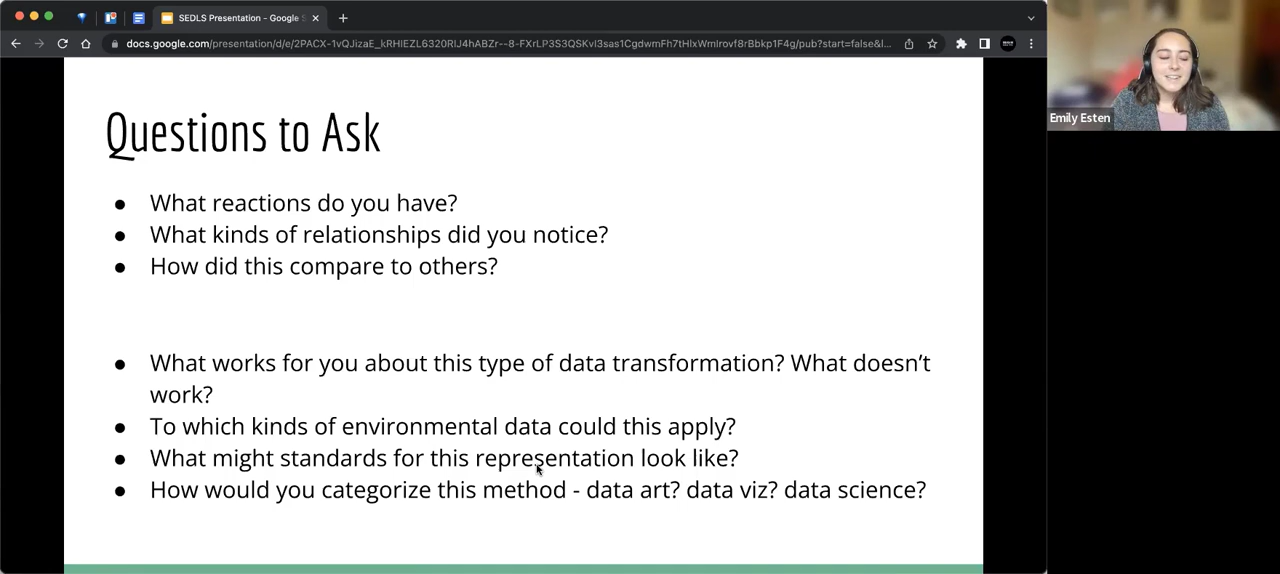 SEDLS Presentation - Google S
docs.google.com/presentation/d/e/2PACX-1vQJizaE_kRHIEZL6320RIJ4hABZr--8-FXrLP3S3QSKvl3sas1CgdwmFh7tHlxWmIrovf8rBbkp1F4g/pub?start=false&l...
Emily Esten
Questions to Ask
● What reactions do you have?
● What kinds of relationships did you notice?
● How did this compare to others?
● What works for you about this type of data transformation? What doesn't
work?
● To which kinds of environmental data could this apply?
● What might standards for this representation look like?
● How would you categorize this method - data art? data viz? data science?